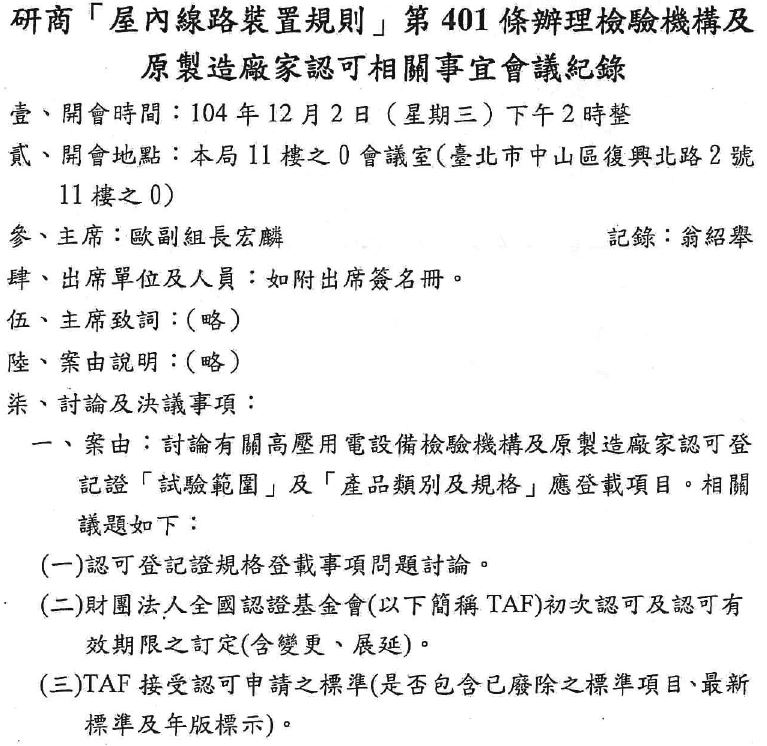 研商「屋內線路裝置規則」第 401 條辦理檢驗機構及
原製造廠家認可相關事宜會議紀錄
壹、開會時間：104 年 12 月 2 日（星期三）下午 2 時整
貳、開會地點：本局 11 樓之 0 會議室(臺北市中山區復興北路 2 號
11 樓之 0)
參、主席：歐副組長宏麟
記錄：翁紹舉
肆、出席單位及人員：如附出席簽名冊。
伍、主席致詞：(略)
陸、案由說明：(略)
柒、討論及決議事項：
一、案由：討論有關高壓用電設備檢驗機構及原製造廠家認可登
記證「試驗範圍」及「產品類別及規格」應登載項目。相關
議題如下：
(一)認可登記證規格登載事項問題討論。
(二)財團法人全國認證基金會(以下簡稱 TAF)初次認可及認可有
效期限之訂定(含變更、展延)。
(三)TAF 接受認可申請之標準(是否包含已廢除之標準項目、最新
標準及年版標示)。